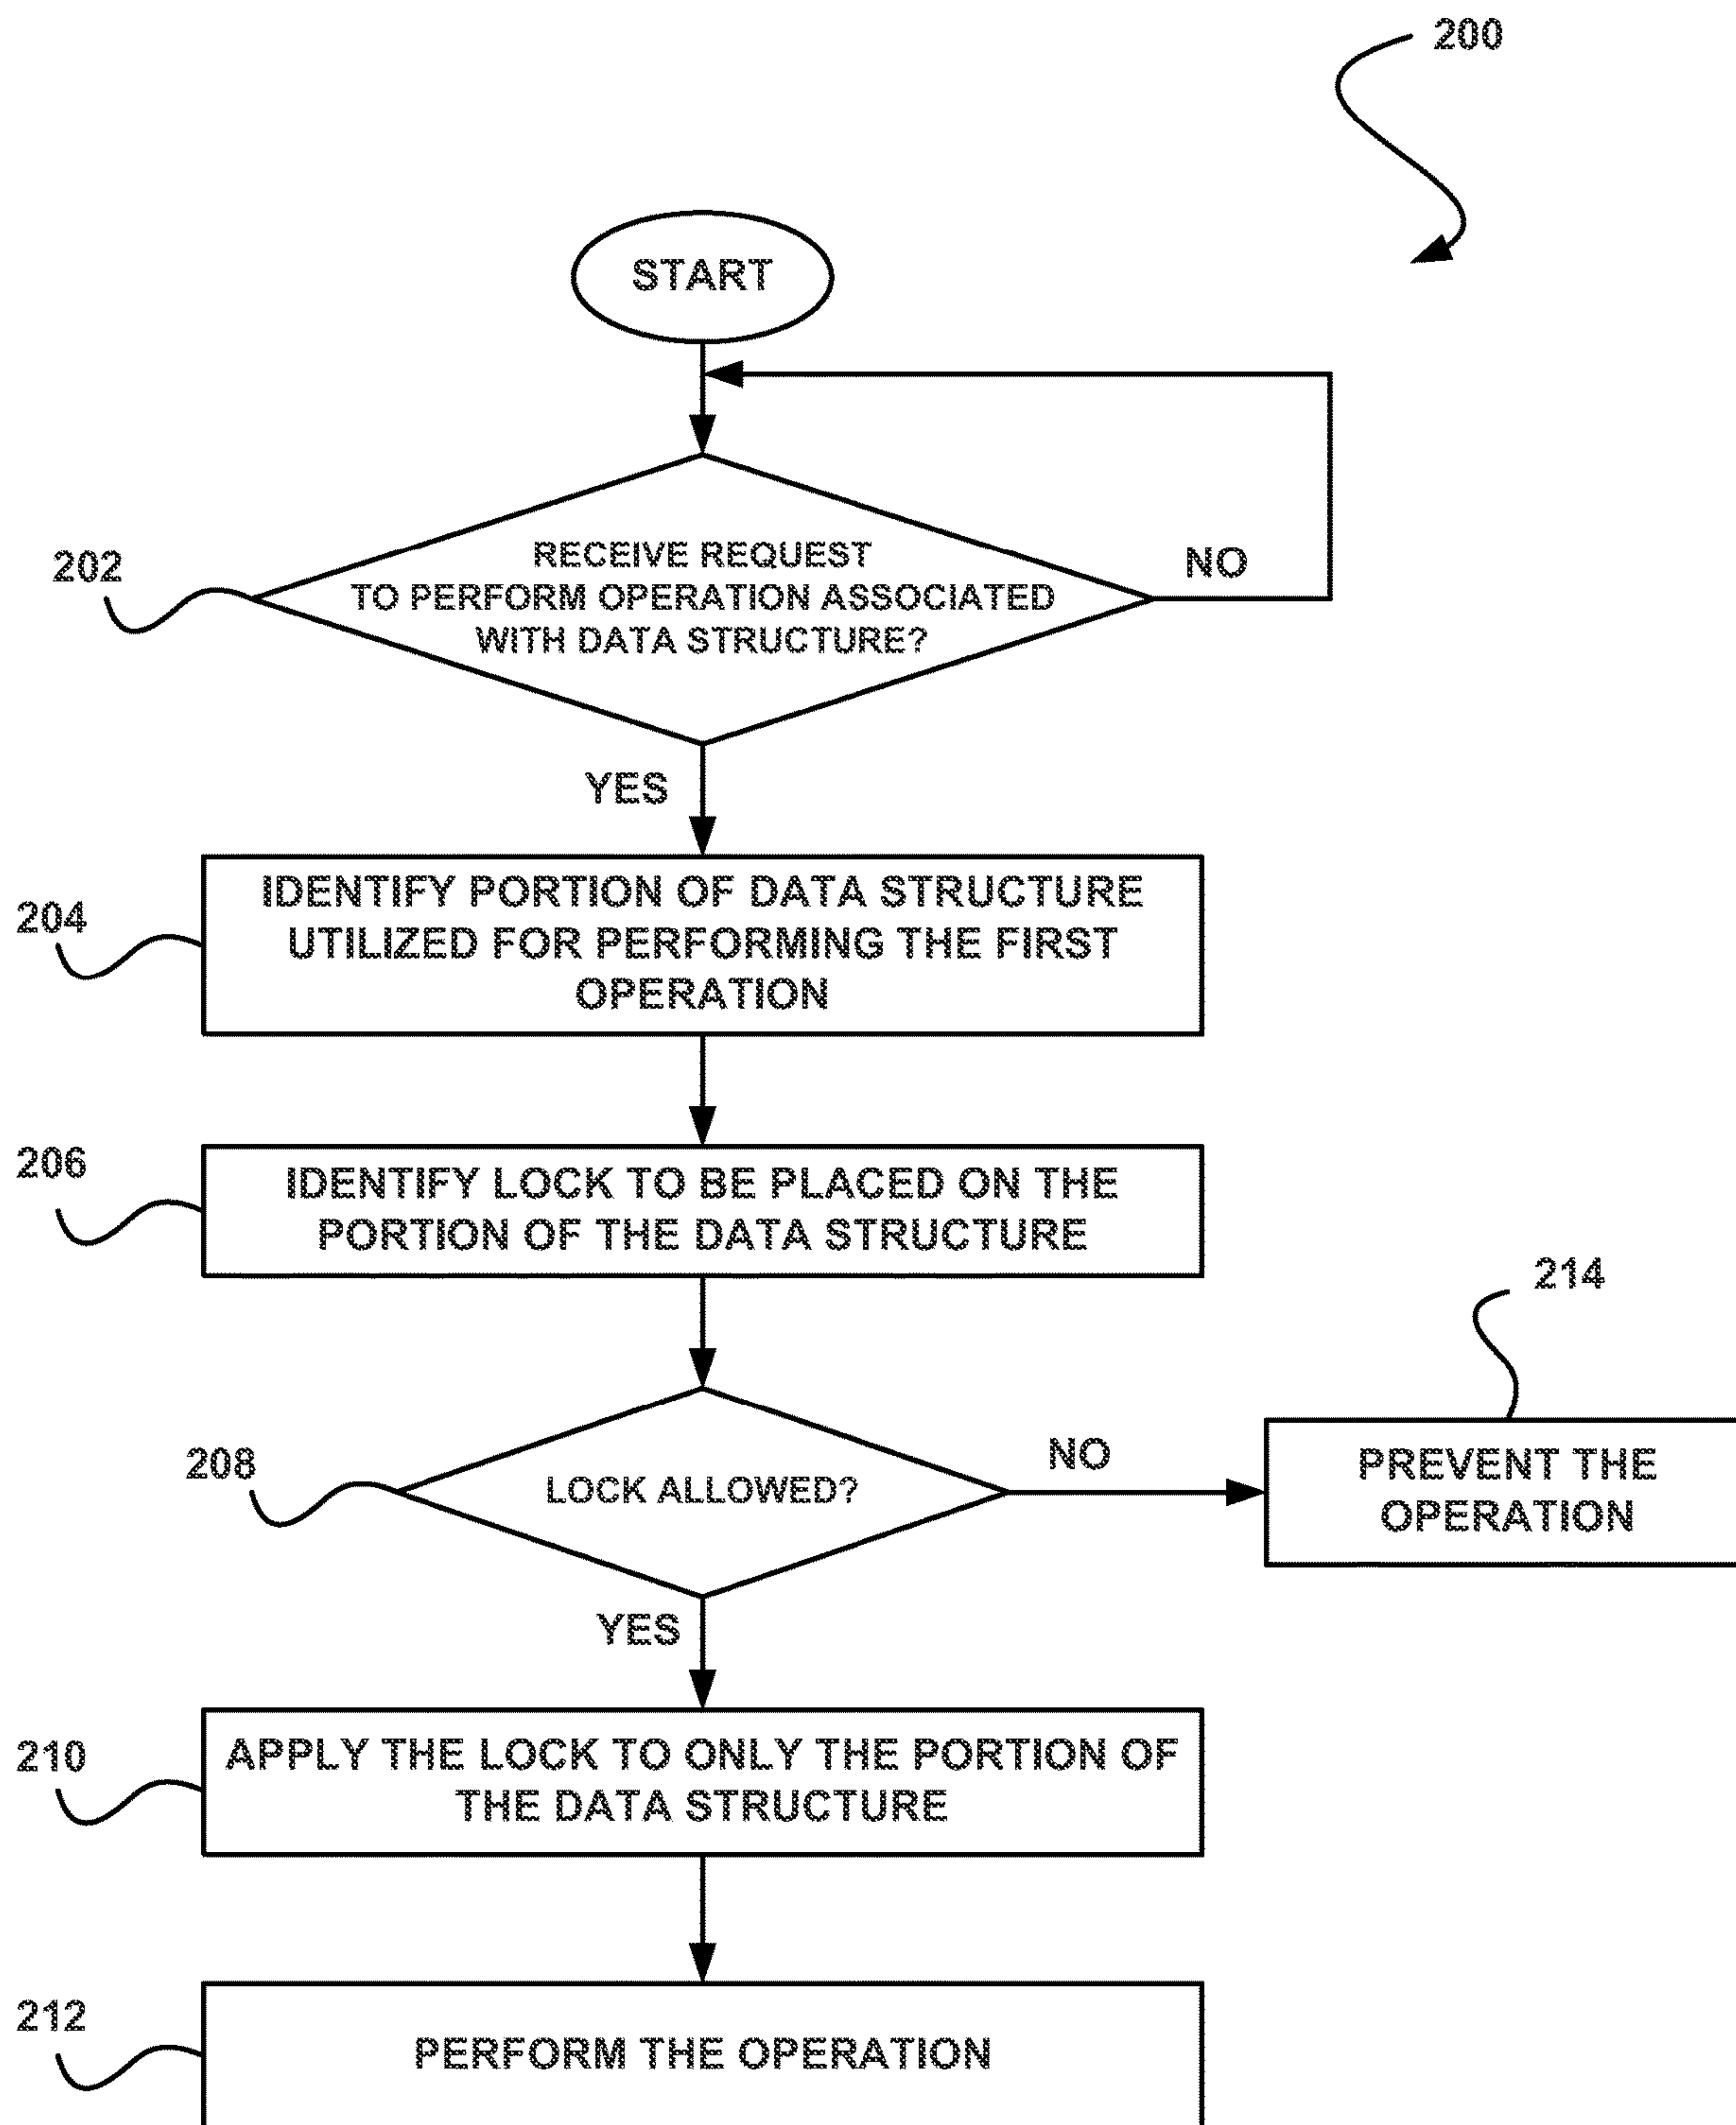 200
START
202
RECEIVE REQUEST
TO PERFORM OPERATION ASSOCIATED
WITH DATA STRUCTURE?
NO
YES
204
IDENTIFY PORTION OF DATA STRUCTURE
UTILIZED FOR PERFORMING THE FIRST
OPERATION
206
IDENTIFY LOCK TO BE PLACED ON THE
PORTION OF THE DATA STRUCTURE
214
208
LOCK ALLOWED?
NO
PREVENT THE
OPERATION
YES
210
APPLY THE LOCK TO ONLY THE PORTION OF
THE DATA STRUCTURE
212
PERFORM THE OPERATION